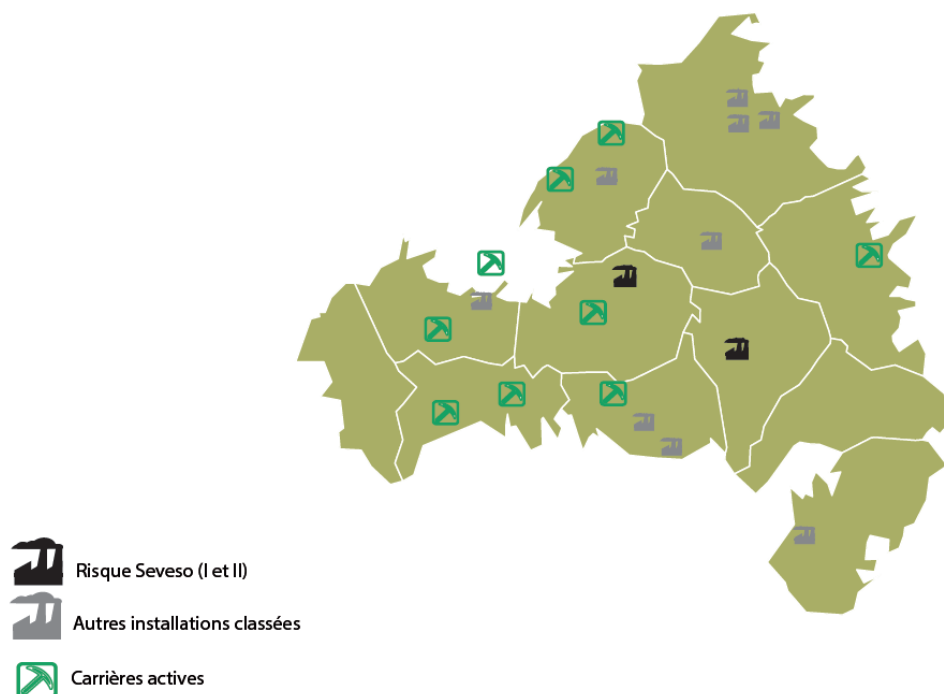 Risque Seveso (I et II)
Autres installations classées
Carrières actives